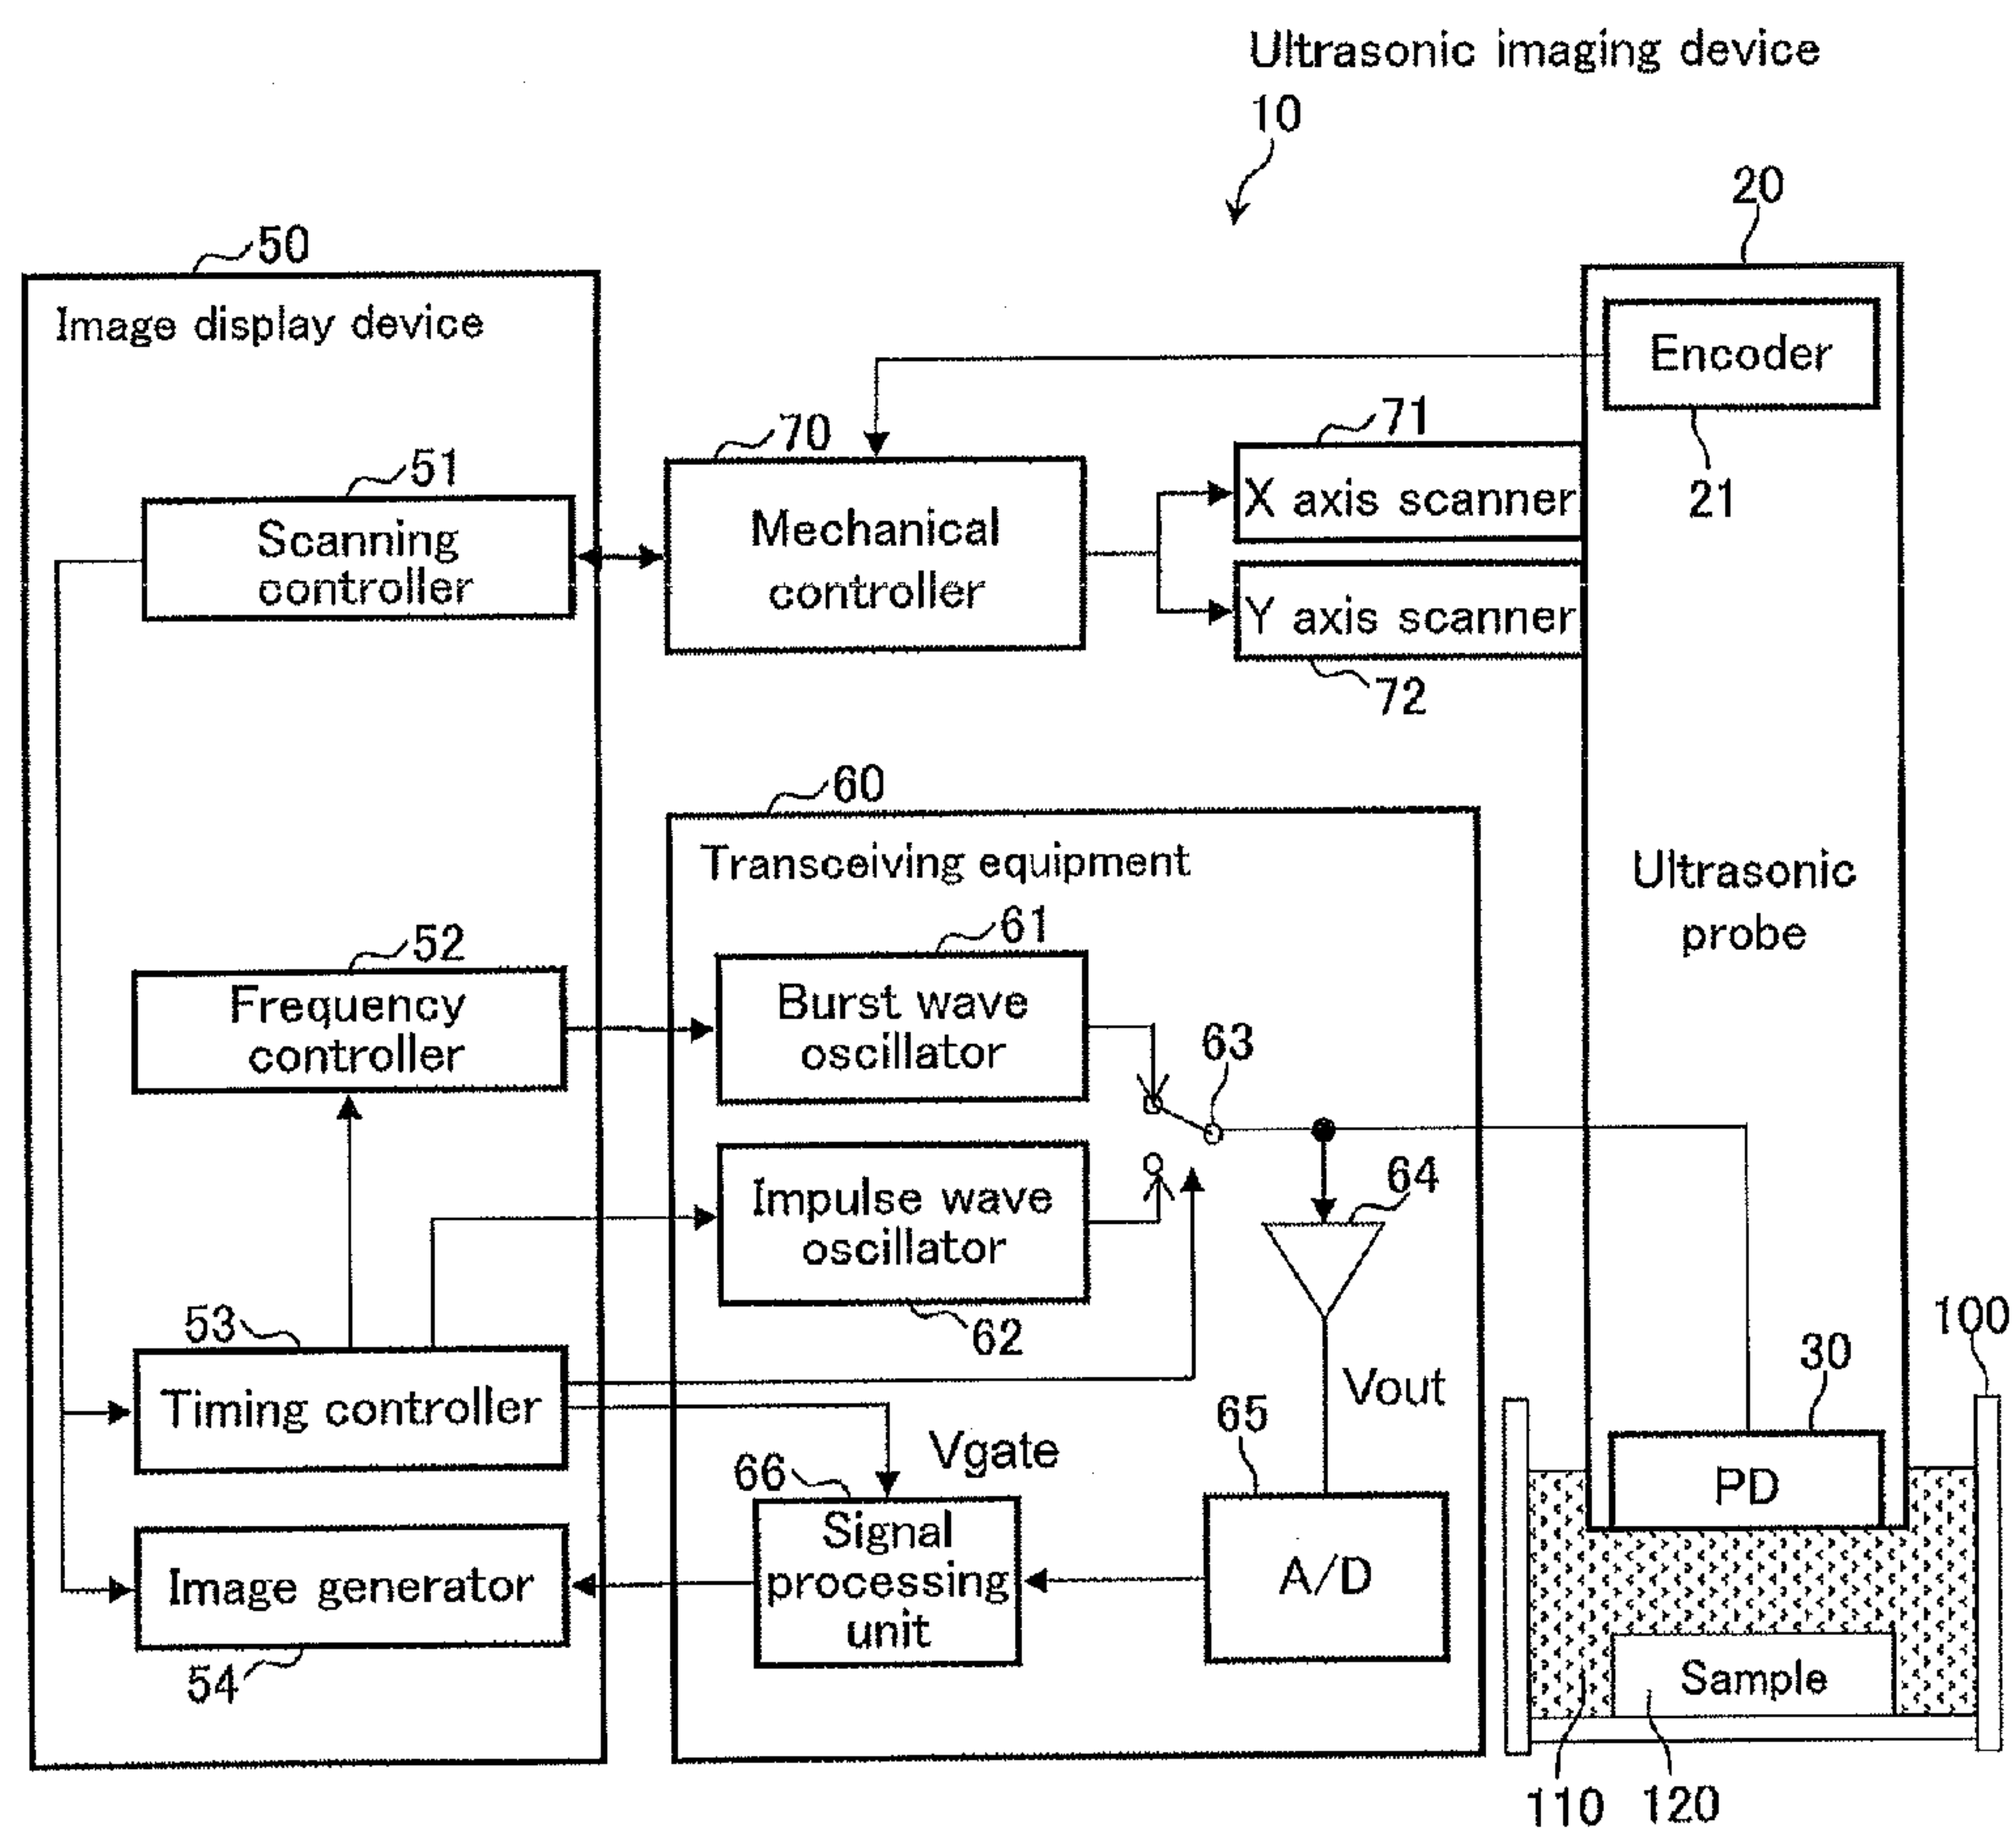 Ultrasonic imaging device
10
20
50
Image display device
Encoder
21
70
71
51
Scanning
controller
Mechanical
controller
X axis scanner
Y axis scanner
72
60
Transceiving equipment
Ultrasonic
probe
61
52
Frequency
controller
Burst wave
oscillator
63
64
Impulse wave
oscillator
62
53
Timing controller
Vgate
Vout
65
66
30
100
PD
Signal
processing
unit
A/D
Image generator
54
Sample
110
120